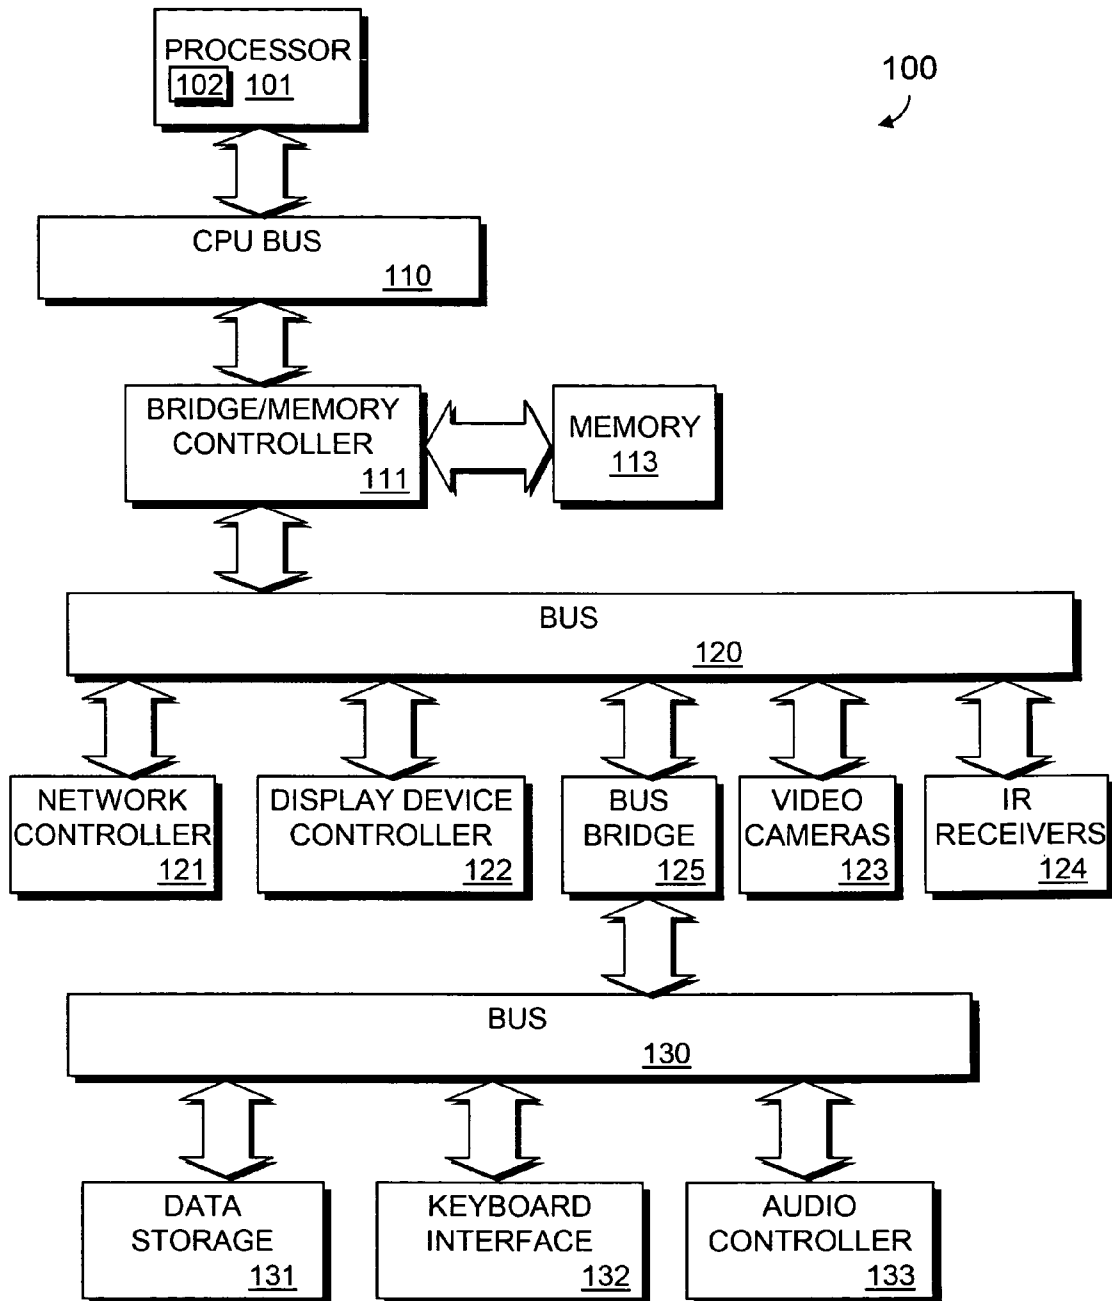 PROCESSOR
102 101
100
CPU BUS
110
BRIDGE/MEMORY
CONTROLLER
111
MEMORY
113
BUS
120
NETWORK
CONTROLLER
121
DISPLAY DEVICE
CONTROLLER
122
BUS
BRIDGE
125
VIDEO
CAMERAS
123
IR
RECEIVERS
124
BUS
130
DATA
STORAGE
131
KEYBOARD
INTERFACE
132
AUDIO
CONTROLLER
133